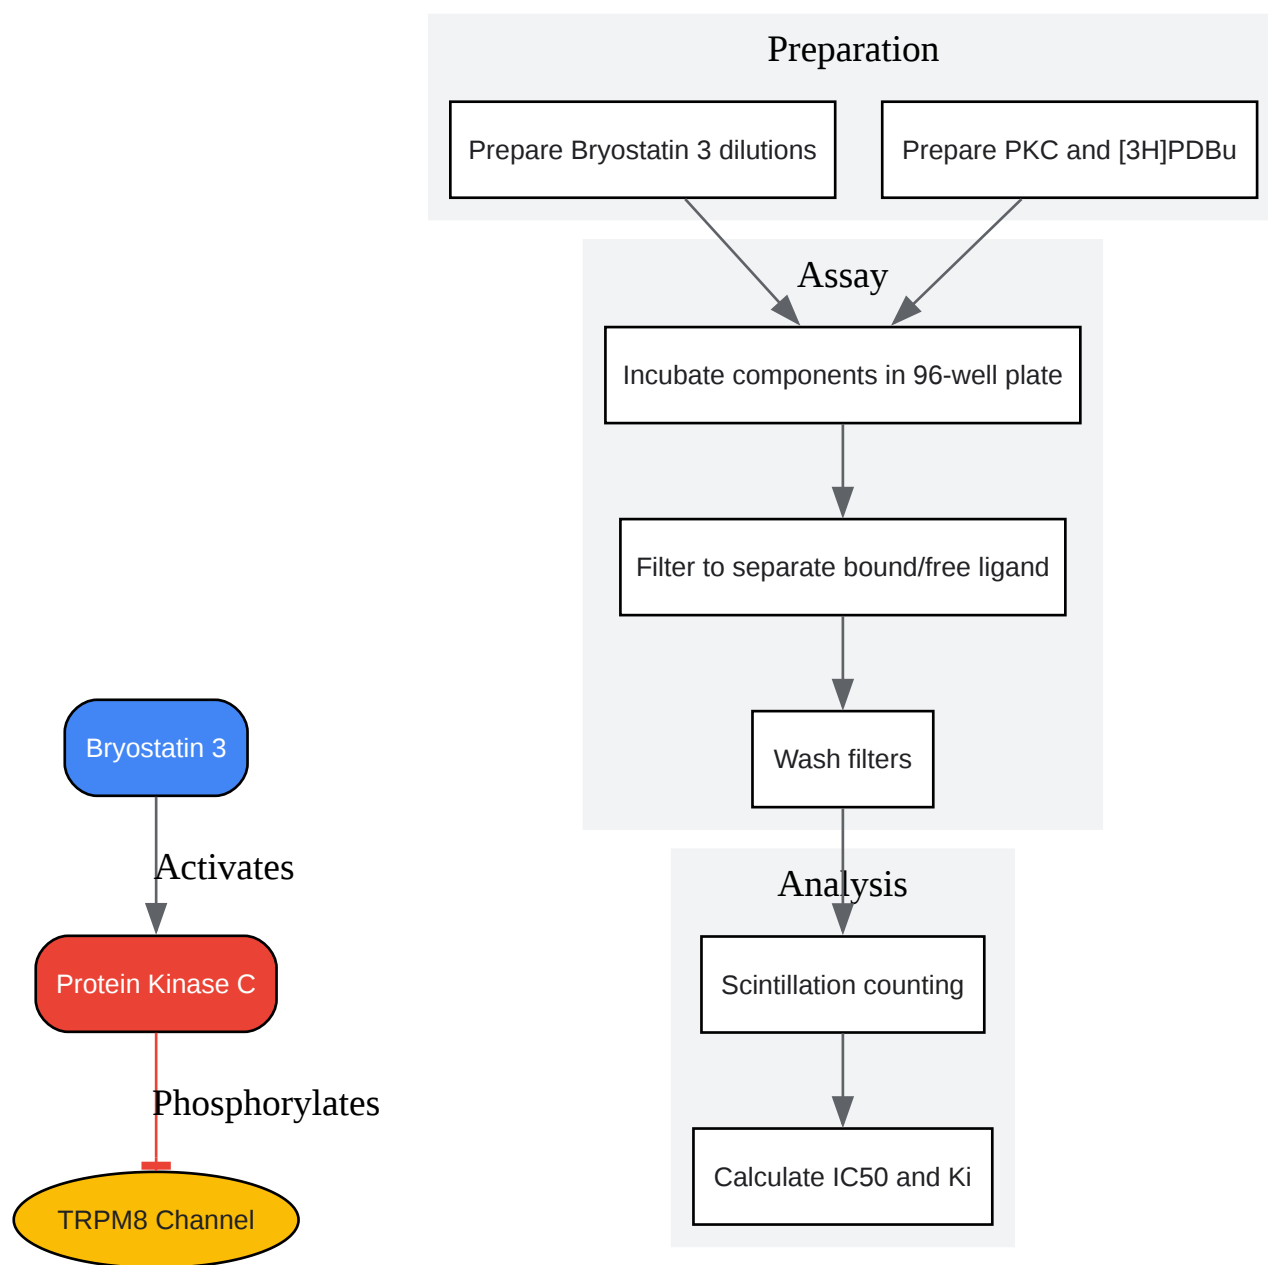 Preparation
Prepare Bryostatin 3 dilutions
Prepare PKC and [3H]PDBu
Assay
Incubate components in 96-well plate
Filter to separate bound/free ligand
Wash filters
Analysis
Scintillation counting
Calculate IC50 and Ki
Bryostatin 3
Activates
Protein Kinase C
Phosphorylates
TRPM8 Channel